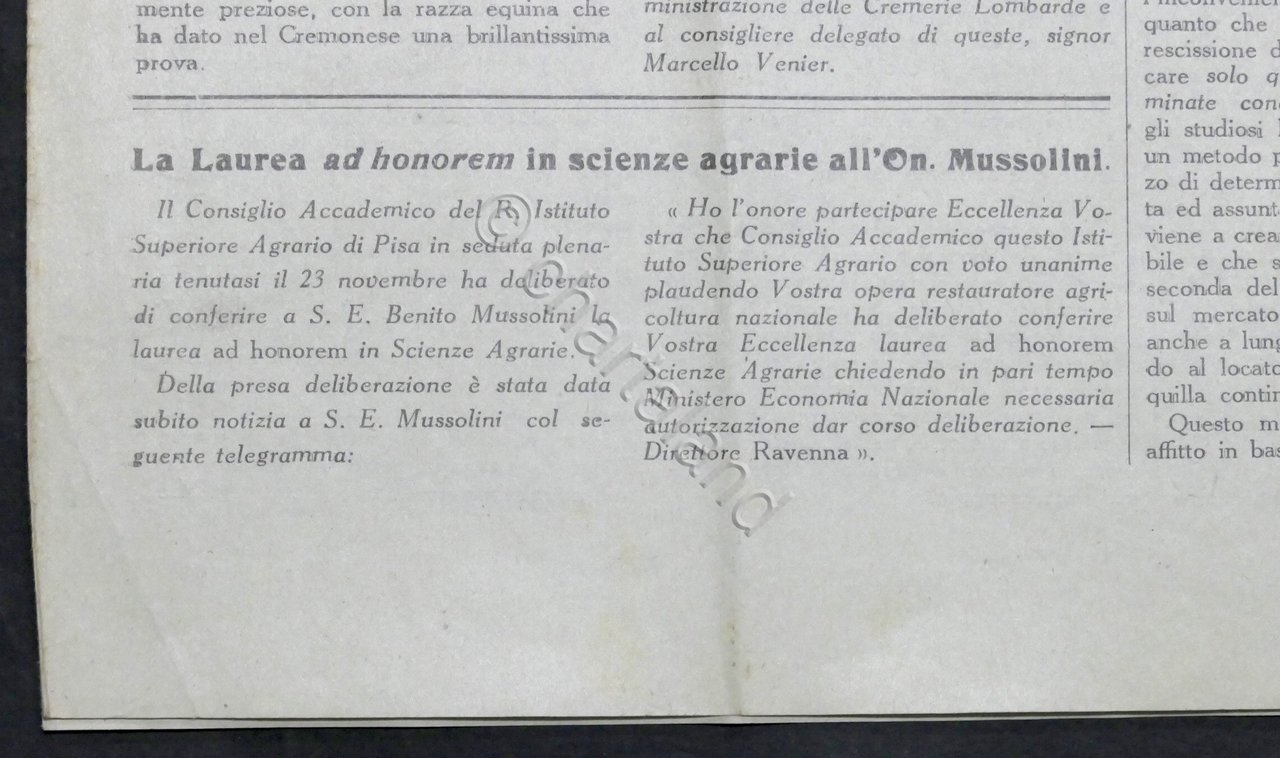 mente preziose, con la razza equina che
ha dato nel Cremonese una brillantissima
prova.
ministrazione delle Cremerie Lombarde e
al consigliere delegato di queste, signor
Marcello Venier.
La Laurea ad honorem in scienze agrarie all'On. Mussolini.
Il Consiglio Accademico del R. Istituto
Superiore Agrario di Pisa in seduta plena-
ria tenutasi il 23 novembre ha deliberato
di conferire a S. E. Benito Mussolini la
laurea ad honorem in Scienze Agrarie.
Della presa deliberazione è stata data
subito notizia a S. E. Mussolini col se-
guente telegramma:
« Ho l'onore partecipare Eccellenza Vo-
stra che Consiglio Accademico questo Isti-
tuto Superiore Agrario con voto unanime
plaudendo Vostra opera restauratore agri-
coltura nazionale ha deliberato conferire
Vostra Eccellenza laurea ad honorem
Scienze Agrarie chiedendo in pari tempo
Ministero Economia Nazionale necessaria
autorizzazione dar corso deliberazione. —
Direttore Ravenna ».
quanto che
rescissione d
care solo q
minate con
gli studiosi
un metodo p
zo di determ
ta ed assunt
viene a crea
bile e che s
seconda del
sul mercato
anche a lung
do al locato
quilla contin
Questo m
affitto in bas
© Charteland